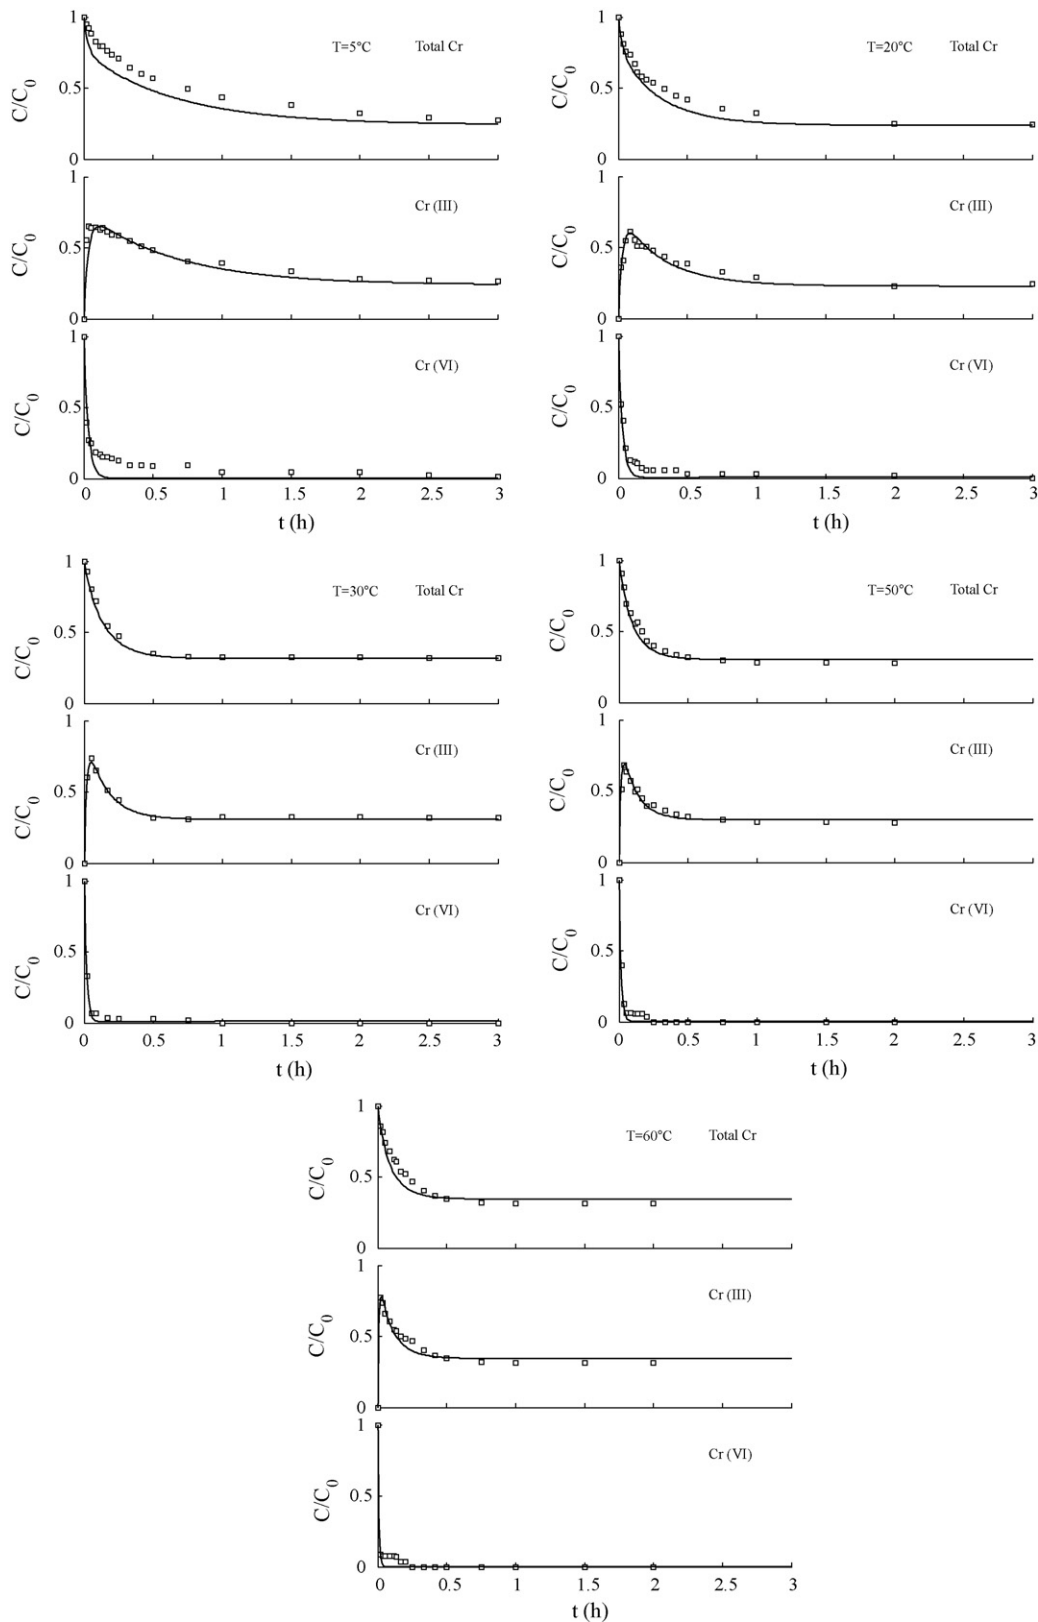 1
T=5°C Total Cr
C/C0
0.5
0
1
Cr (III)
C/C0
0.5
0
1
Cr (VI)
C/C0
0.5
0
0 0.5 1 1.5 2 2.5 3
t (h)
1
T=20°C Total Cr
C/C0
0.5
0
1
Cr (III)
C/C0
0.5
0
1
Cr (VI)
C/C0
0.5
0
0 0.5 1 1.5 2 2.5 3
t (h)
1
T=30°C Total Cr
C/C0
0.5
0
1
Cr (III)
C/C0
0.5
0
1
Cr (VI)
C/C0
0.5
0
0 0.5 1 1.5 2 2.5 3
t (h)
1
T=50°C Total Cr
C/C0
0.5
0
1
Cr (III)
C/C0
0.5
0
1
Cr (VI)
C/C0
0.5
0
0 0.5 1 1.5 2 2.5 3
t (h)
1
T=60°C Total Cr
C/C0
0.5
0
1
Cr (III)
C/C0
0.5
0
1
Cr (VI)
C/C0
0.5
0
0 0.5 1 1.5 2 2.5 3
t (h)